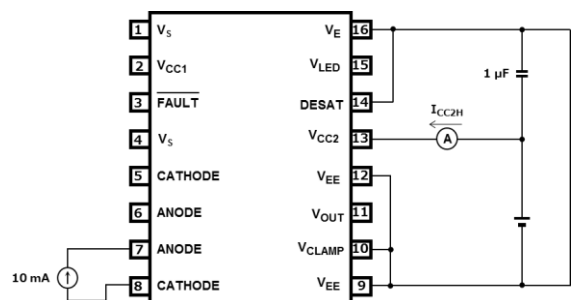 1 VS VE 16
2 VCC1 VLED 15
3 FAULT DESAT 14
4 VS VCC2 13
5 CATHODE VEE 12
6 ANODE VOUT 11
7 ANODE VCLAMP 10
8 CATHODE VEE 9
1 µF
ICC2H
A
10 mA